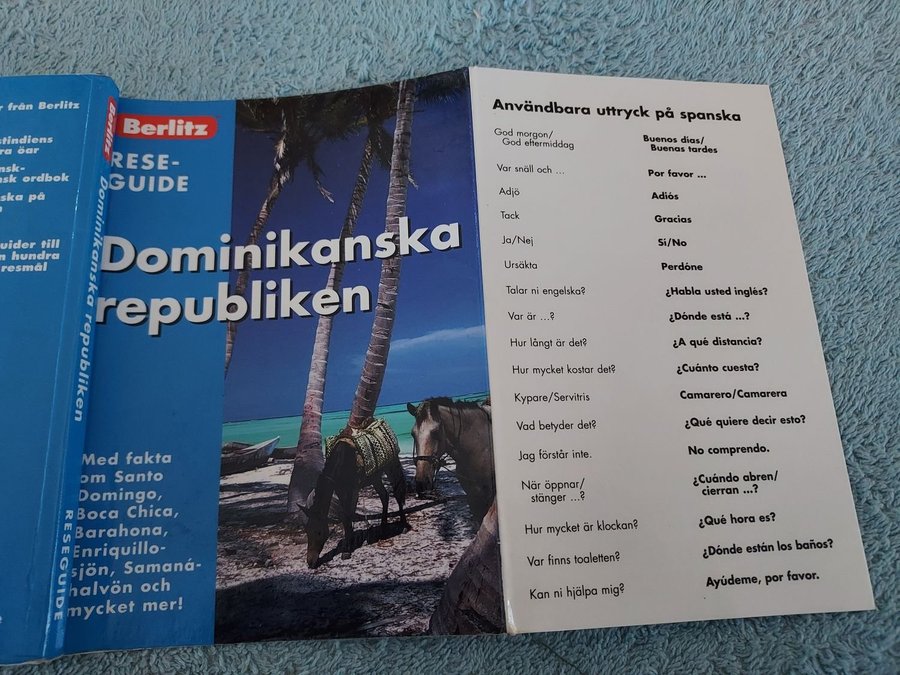 r från Berlitz
stindiens
ra öar
nsk-
nsk ordbok
ska på
uider till
n hundra
resmål
Berlitz
Dominikanska republiken
RESEGUIDE
Berlitz
RESE-
GUIDE
Dominikanska
republiken
Med fakta
om Santo
Domingo,
Boca Chica,
Barahona,
Enriquillo-
sjön, Samaná-
halvön och
mycket mer!
Användbara uttryck på spanska
God morgon/ Buenos dias/
God eftermiddag Buenas tardes
Var snäll och ... Por favor ...
Adjö Adiós
Tack Gracias
Ja/Nej Sí/No
Ursäkta Perdóne
Talar ni engelska? ¿Habla usted inglés?
Var är ...? ¿Dónde está ...?
Hur långt är det? ¿A qué distancia?
Hur mycket kostar det? ¿Cuánto cuesta?
Kypare/Servitris Camarero/Camarera
Vad betyder det? ¿Qué quiere decir esto?
Jag förstår inte. No comprendo.
När öppnar/ ¿Cuándo abren/
stänger ...? cierran ...?
Hur mycket är klockan? ¿Qué hora es?
Var finns toaletten? ¿Dónde están los baños?
Kan ni hjälpa mig? Ayúdeme, por favor.